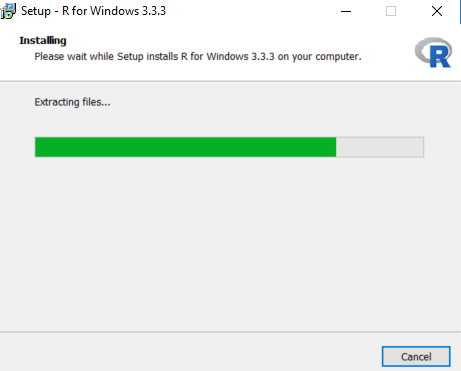 Setup - R for Windows 3.3.3
Installing
Please wait while Setup installs R for Windows 3.3.3 on your computer.
R
Extracting files...
Cancel